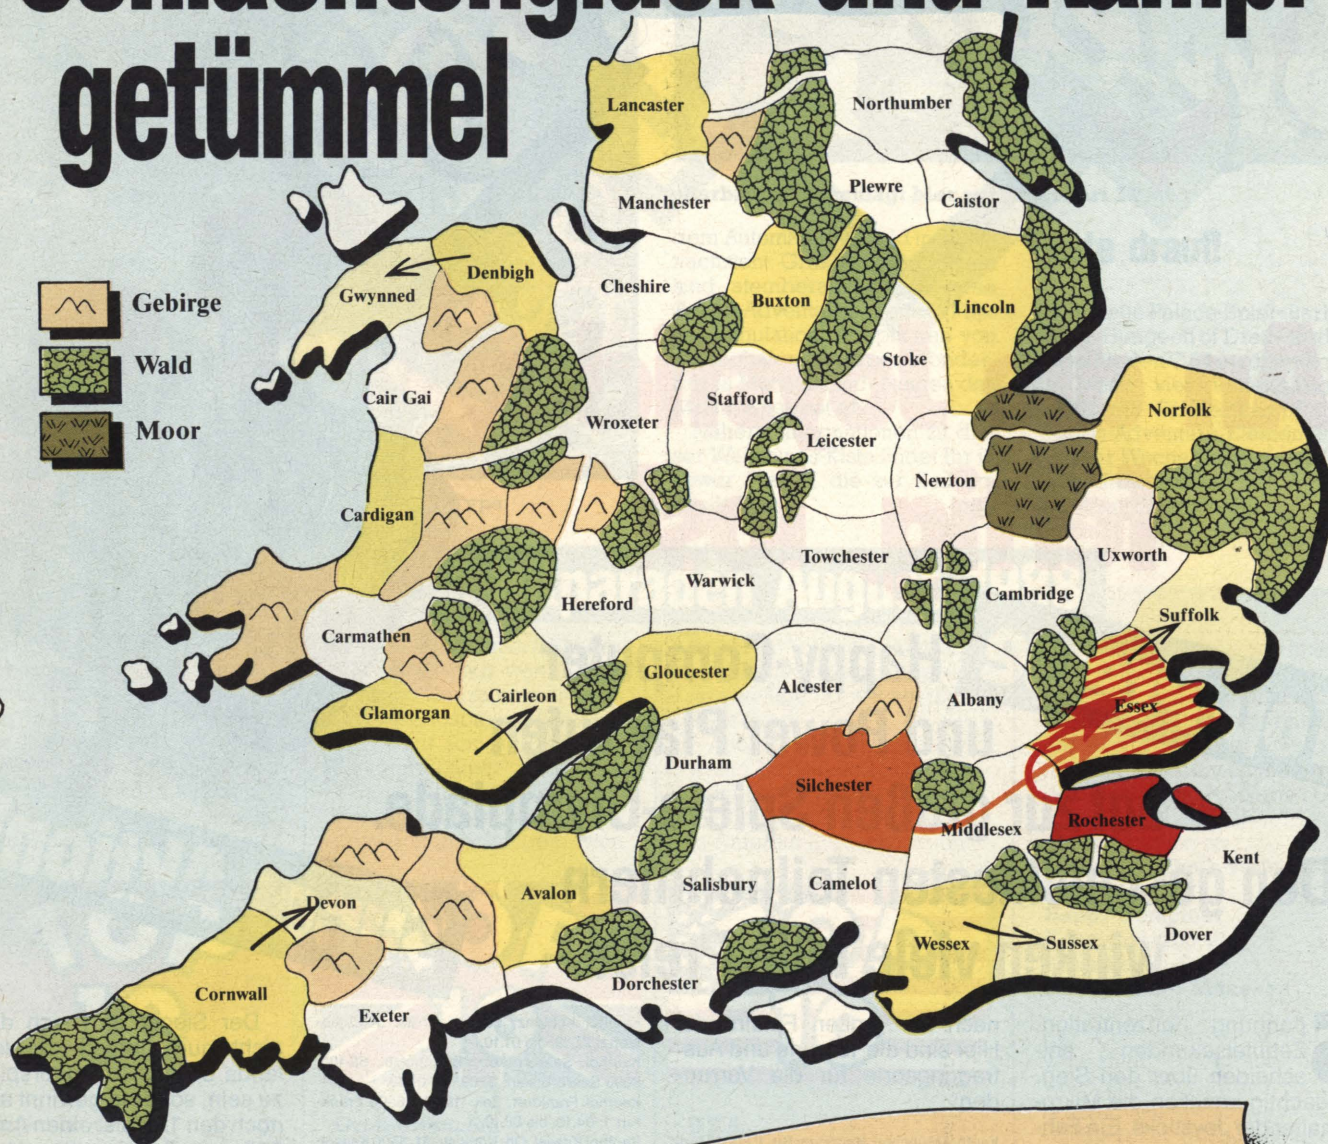 getümmel
Gebirge
Wald
Moor
Lancaster
Northumber
Manchester
Plewre
Caistor
Denbigh
Gwynned
Cheshire
Buxton
Lincoln
Stoke
Cair Gai
Stafford
Wroxeter
Leicester
Norfolk
Newton
Cardigan
Towchester
Uxworth
Warwick
Cambridge
Hereford
Suffolk
Carmathen
Gloucester
Alcester
Cairleon
Albany
Glamorgan
Essex
Durham
Silchester
Rochester
Middlesex
Kent
Salisbury
Camelot
Avalon
Devon
Dover
Wessex
Sussex
Dorchester
Cornwall
Exeter